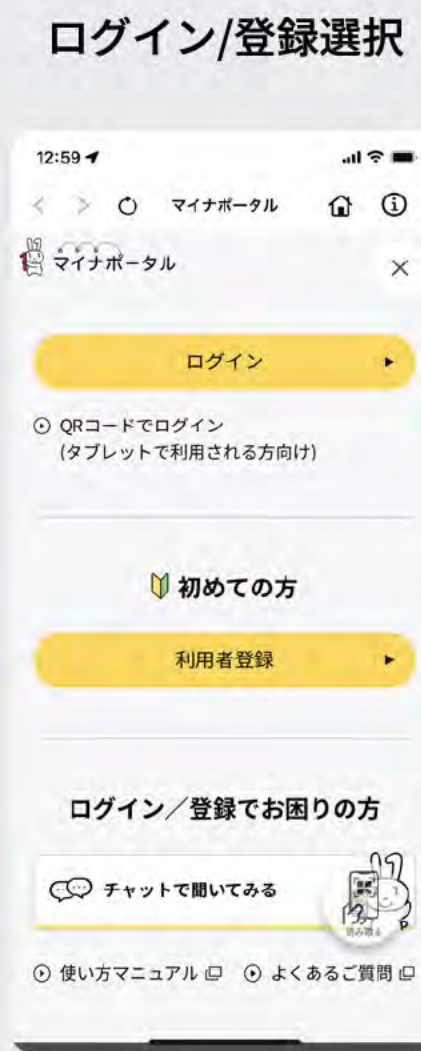 ログイン/登録選択
12:59
マイナポータル
マイナポータル
ログイン
QRコードでログイン
(タブレットで利用される方向け)
初めての方
利用者登録
ログイン／登録でお困りの方
チャットで聞いてみる
読み取る
使い方マニュアル
よくあるご質問